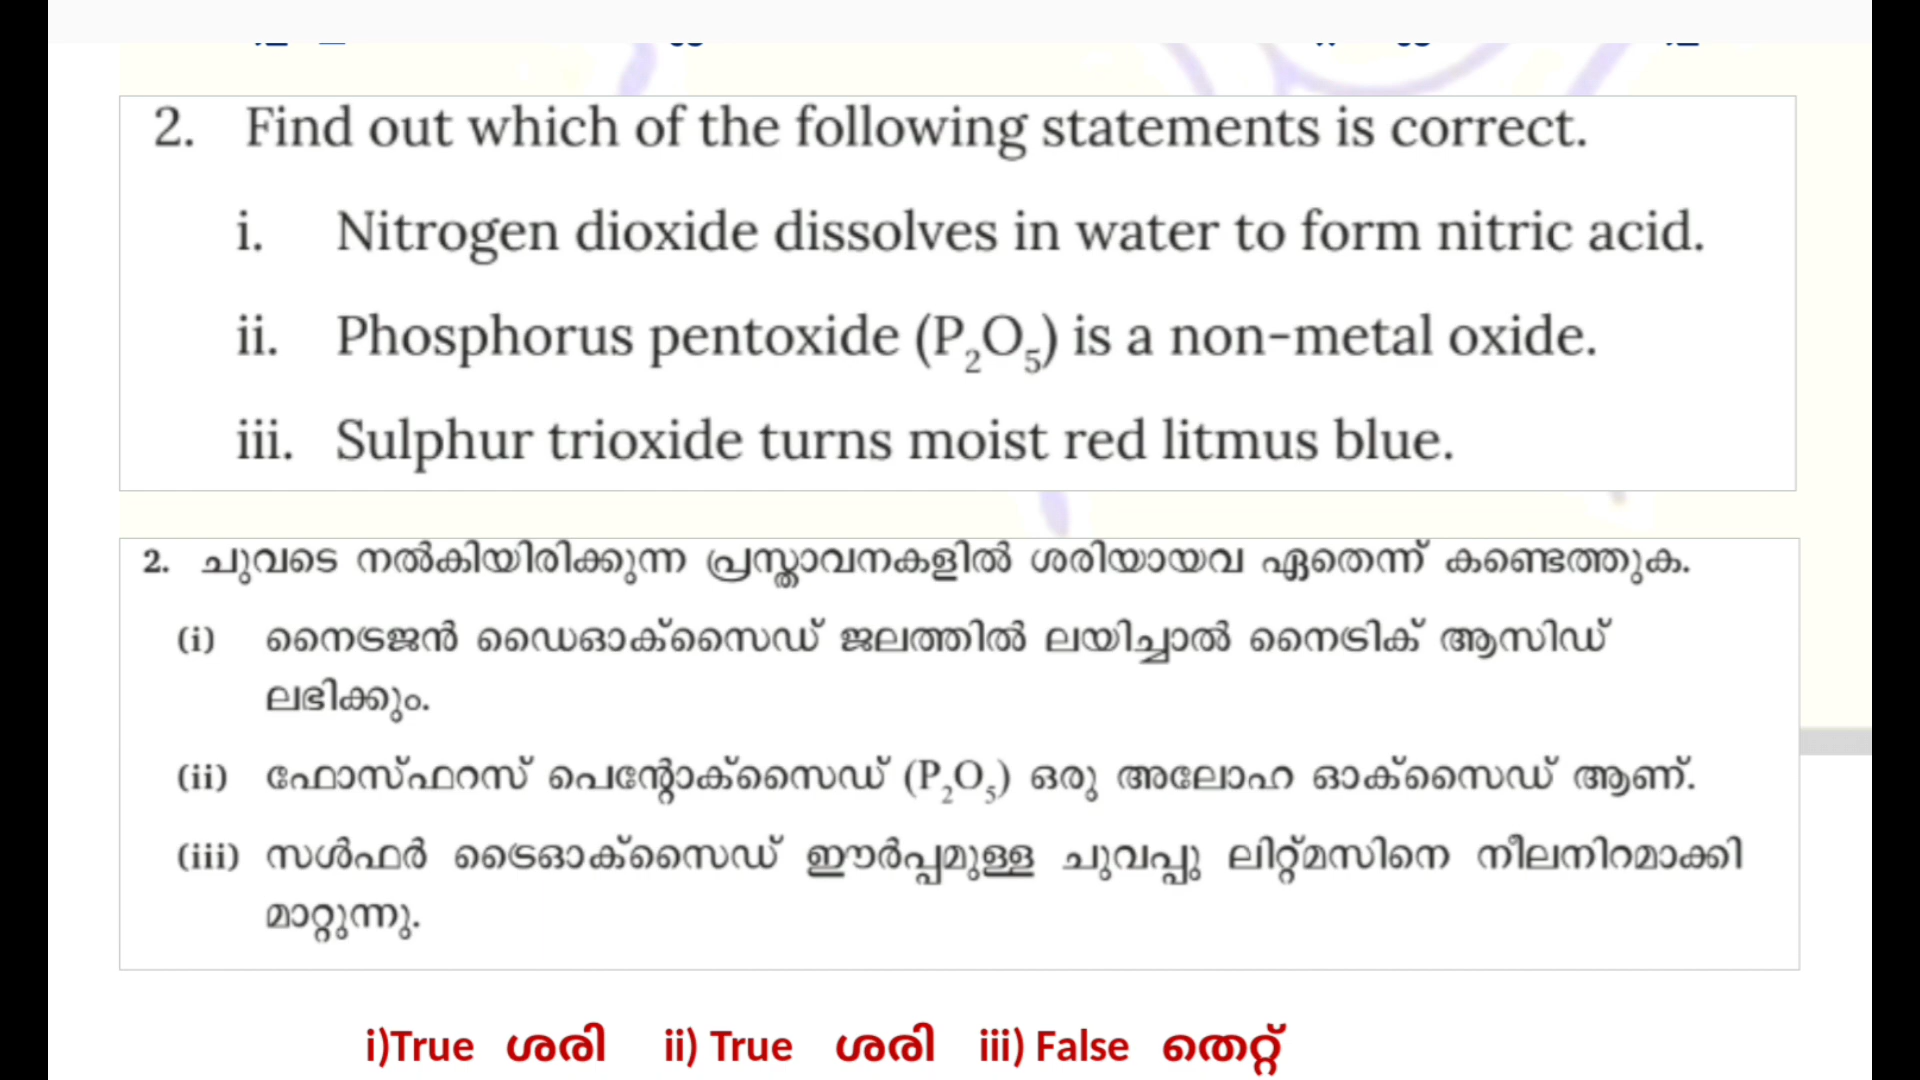 2. Find out which of the following statements is correct.
i. Nitrogen dioxide dissolves in water to form nitric acid.
ii. Phosphorus pentoxide (P₂O₅) is a non-metal oxide.
iii. Sulphur trioxide turns moist red litmus blue.
2. ചുവടെ നൽകിയിരിക്കുന്ന പ്രസ്താവനകളിൽ ശരിയായവ ഏതെന്ന് കണ്ടെത്തുക.
(i) നൈട്രജൻ ഡൈഓക്സൈഡ് ജലത്തിൽ ലയിച്ചാൽ നൈട്രിക് ആസിഡ്
ലഭിക്കും.
(ii) ഫോസ്ഫറസ് പെന്റോക്സൈഡ് (P₂O₅) ഒരു അലോഹ ഓക്സൈഡ് ആണ്.
(iii) സൾഫർ ട്രൈഓക്സൈഡ് ഈർപ്പമുള്ള ചുവപ്പു ലിറ്റ്മസിനെ നീലനിറമാക്കി
മാറ്റുന്നു.
i)True ശരി ii) True ശരി iii) False തെറ്റ്